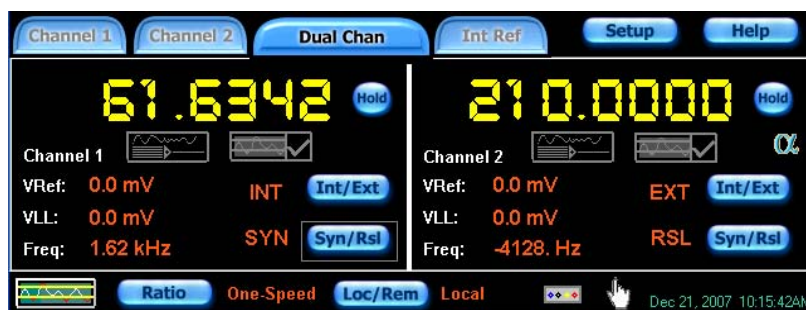 Channel 1 Channel 2 Dual Chan Int Ref Setup Help
61.6342 Hold
Channel 1
VRef: 0.0 mV INT Int/Ext
VLL: 0.0 mV
SYN Syn/Rsl
Freq: 1.62 kHz
210.0000 Hold
α
Channel 2
VRef: 0.0 mV EXT Int/Ext
VLL: 0.0 mV
RSL Syn/Rsl
Freq: -4128. Hz
Ratio One-Speed Loc/Rem Local Dec 21, 2007 10:15:42AM